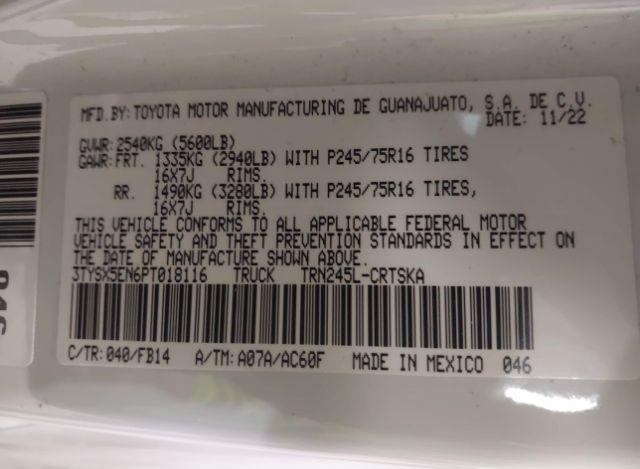 MFD.BY: TOYOTA MOTOR MANUFACTURING DE GUANAJUATO, S.A. DE C.V.
DATE: 11/22
GVWR: 2540KG (5600LB)
GAWR: FRT. 1335KG (2940LB) WITH P245/75R16 TIRES
16X7J RIMS.
RR. 1490KG (3280LB) WITH P245/75R16 TIRES,
16X7J RIMS.
THIS VEHICLE CONFORMS TO ALL APPLICABLE FEDERAL MOTOR
VEHICLE SAFETY AND THEFT PREVENTION STANDARDS IN EFFECT ON
THE DATE OF MANUFACTURE SHOWN ABOVE.
3TYSX5EN6PT018116 TRUCK TRN245L-CRTSKA
C/TR: 040/FB14 A/TM: A07A/AC60F MADE IN MEXICO 046
046